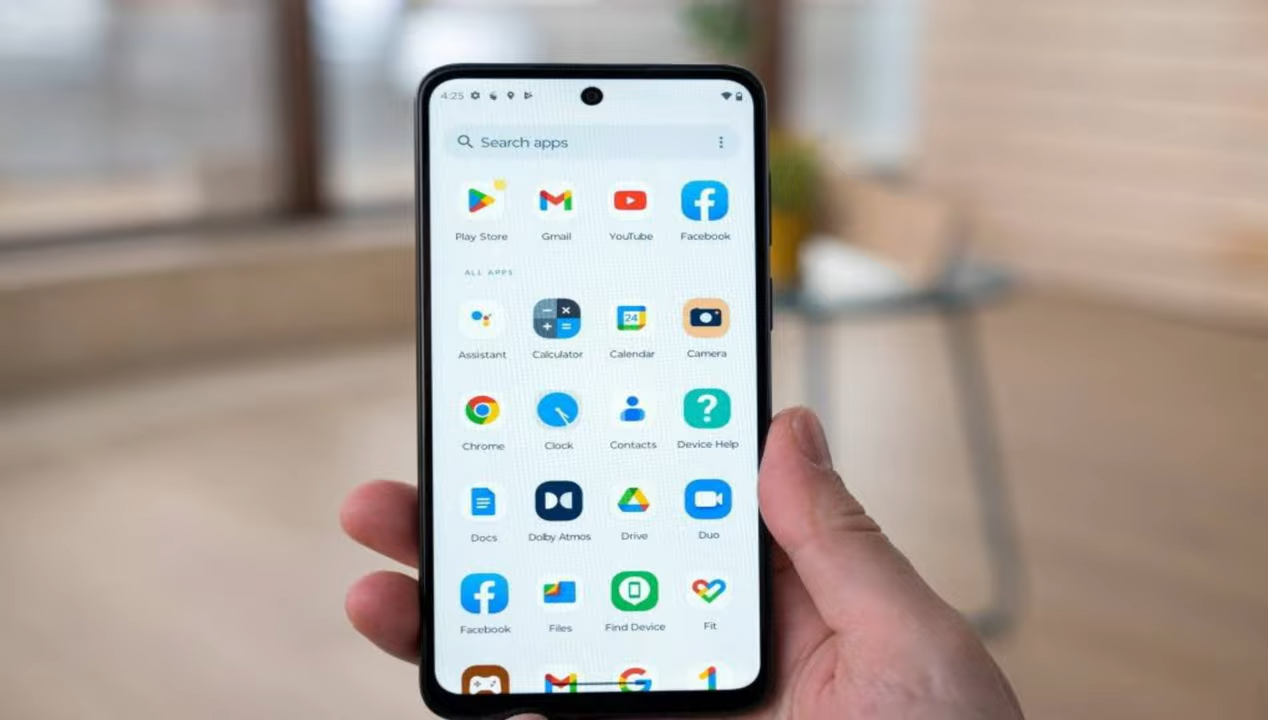 4:25
Search apps
Play Store Gmail YouTube Facebook
ALL APPS
24
Assistant Calculator Calendar Camera
Chrome Clock Contacts Device Help
Docs Dolby Atmos Drive Duo
Facebook Files Find Device Fit